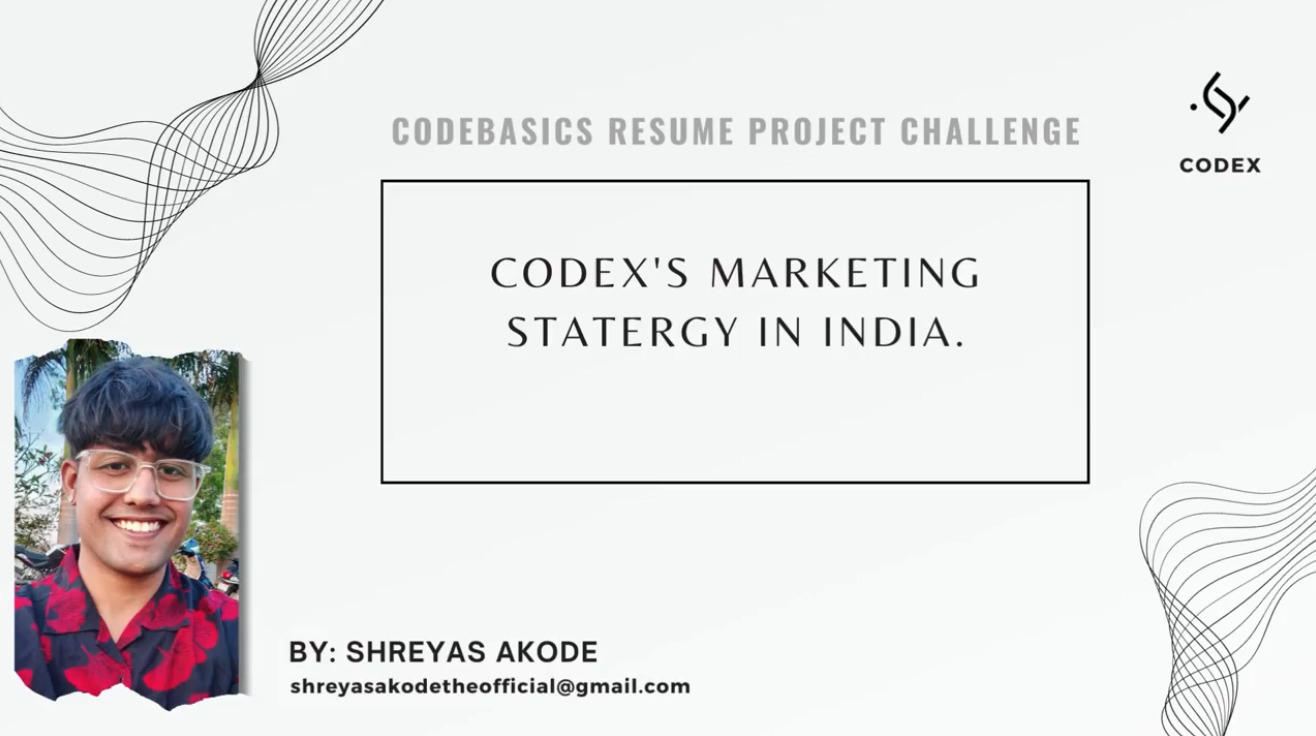 CODEBASICS RESUME PROJECT CHALLENGE
CODEX
CODEX'S MARKETING
STATERGY IN INDIA.
BY: SHREYAS AKODE
shreyasakodetheofficial@gmail.com